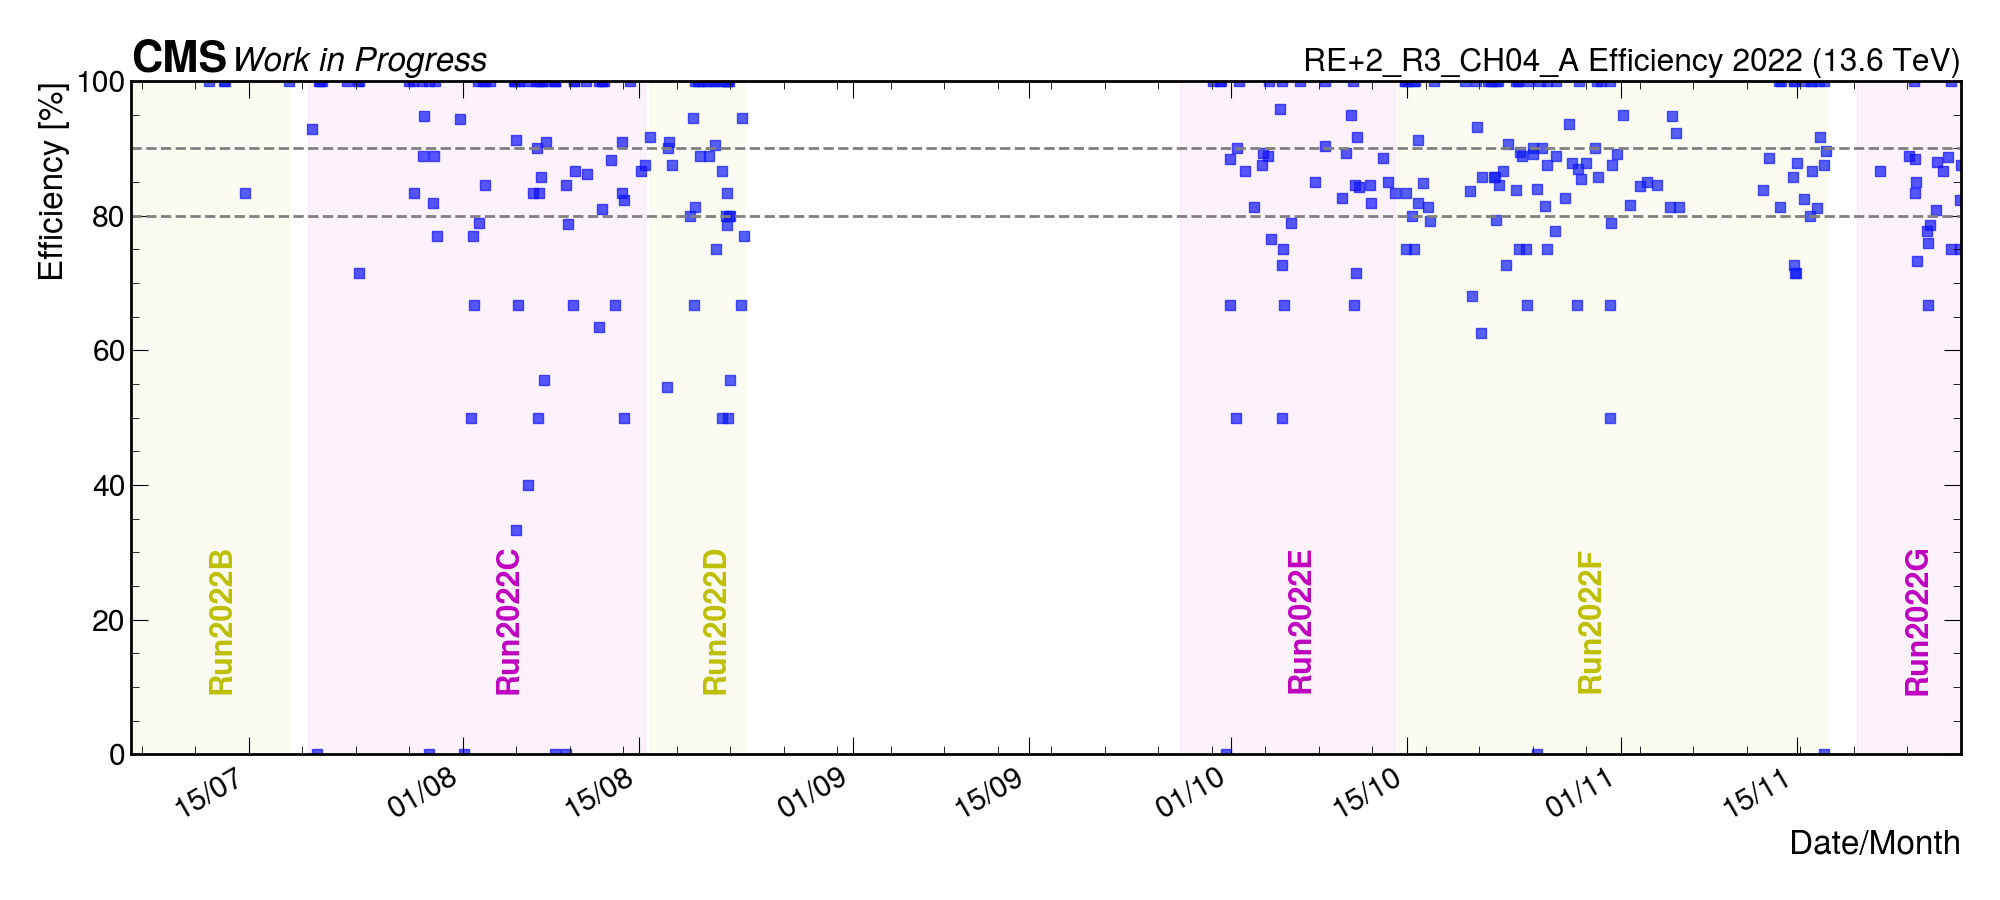 CMS Work in Progress
RE+2_R3_CH04_A Efficiency 2022 (13.6 TeV)
Efficiency [%]
100
80
60
40
20
0
Run2022B
Run2022C
Run2022D
Run2022E
Run2022F
Run2022G
15/07
01/08
15/08
01/09
15/09
01/10
15/10
01/11
15/11
Date/Month